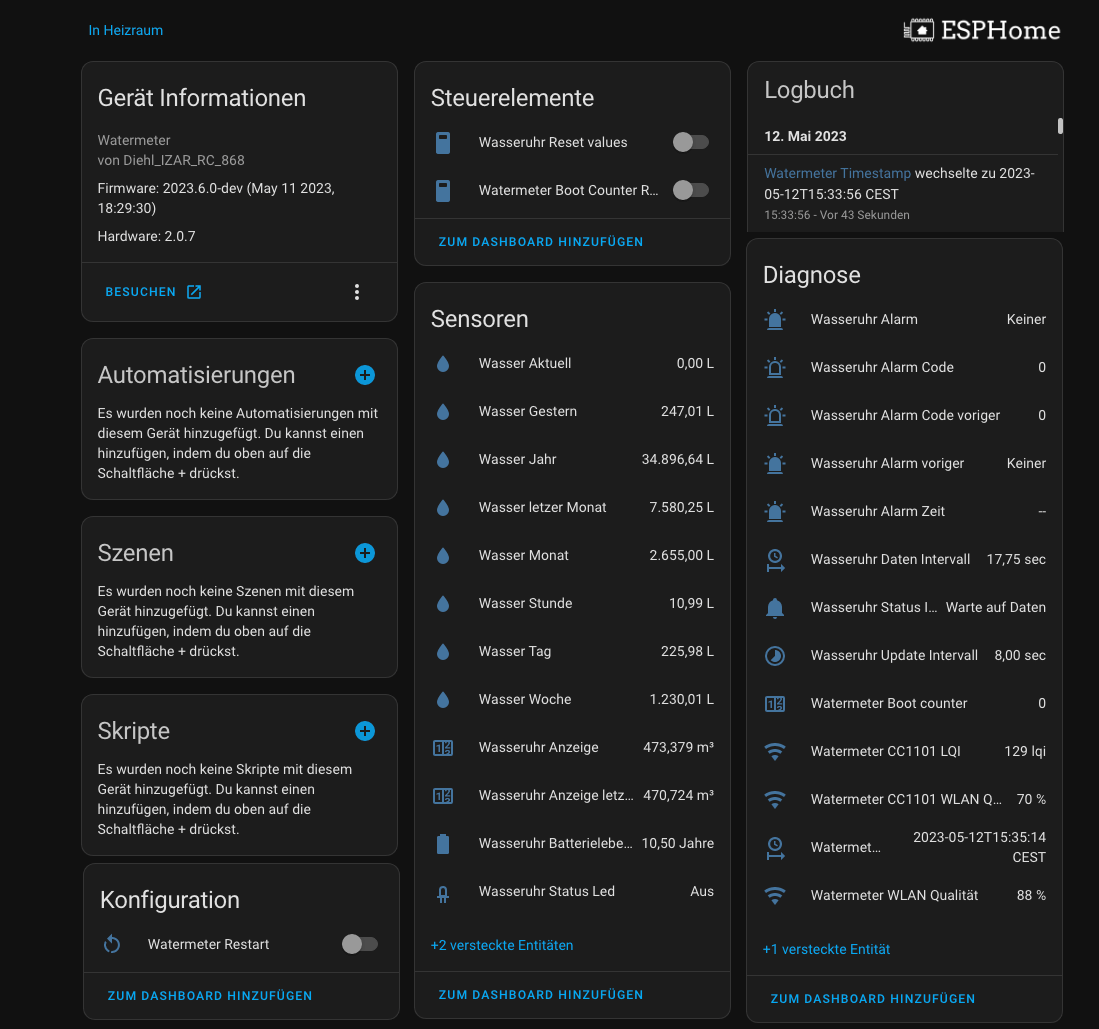 In Heizraum
ESPHome
Gerät Informationen
Watermeter
von Diehl_IZAR_RC_868
Firmware: 2023.6.0-dev (May 11 2023,
18:29:30)
Hardware: 2.0.7
BESUCHEN
Automatisierungen
Es wurden noch keine Automatisierungen mit
diesem Gerät hinzugefügt. Du kannst einen
hinzufügen, indem du oben auf die
Schaltfläche + drückst.
Szenen
Es wurden noch keine Szenen mit diesem
Gerät hinzugefügt. Du kannst einen
hinzufügen, indem du oben auf die
Schaltfläche + drückst.
Skripte
Es wurden noch keine Skripte mit diesem
Gerät hinzugefügt. Du kannst einen
hinzufügen, indem du oben auf die
Schaltfläche + drückst.
Konfiguration
Watermeter Restart
ZUM DASHBOARD HINZUFÜGEN
Steuerelemente
Wasseruhr Reset values
Watermeter Boot Counter R...
ZUM DASHBOARD HINZUFÜGEN
Sensoren
Wasser Aktuell 0,00 L
Wasser Gestern 247,01 L
Wasser Jahr 34.896,64 L
Wasser letzer Monat 7.580,25 L
Wasser Monat 2.655,00 L
Wasser Stunde 10,99 L
Wasser Tag 225,98 L
Wasser Woche 1.230,01 L
Wasseruhr Anzeige 473,379 m³
Wasseruhr Anzeige letz... 470,724 m³
Wasseruhr Batterielebe... 10,50 Jahre
Wasseruhr Status Led Aus
+2 versteckte Entitäten
ZUM DASHBOARD HINZUFÜGEN
Logbuch
12. Mai 2023
Watermeter Timestamp wechselte zu 2023-
05-12T15:33:56 CEST
15:33:56 - Vor 43 Sekunden
Diagnose
Wasseruhr Alarm Keiner
Wasseruhr Alarm Code 0
Wasseruhr Alarm Code voriger 0
Wasseruhr Alarm voriger Keiner
Wasseruhr Alarm Zeit --
Wasseruhr Daten Intervall 17,75 sec
Wasseruhr Status I... Warte auf Daten
Wasseruhr Update Intervall 8,00 sec
Watermeter Boot counter 0
Watermeter CC1101 LQI 129 lqi
Watermeter CC1101 WLAN Q... 70 %
Watermet... 2023-05-12T15:35:14
CEST
Watermeter WLAN Qualität 88 %
+1 versteckte Entität
ZUM DASHBOARD HINZUFÜGEN